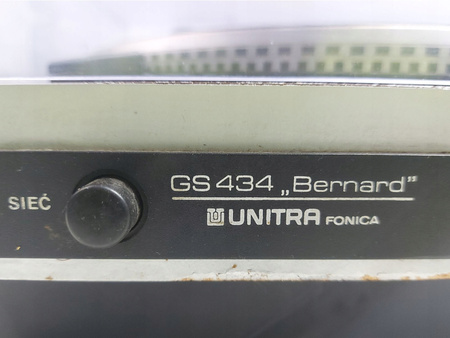 SIEĆ
GS 434 „Bernard”
UNITRA FONICA